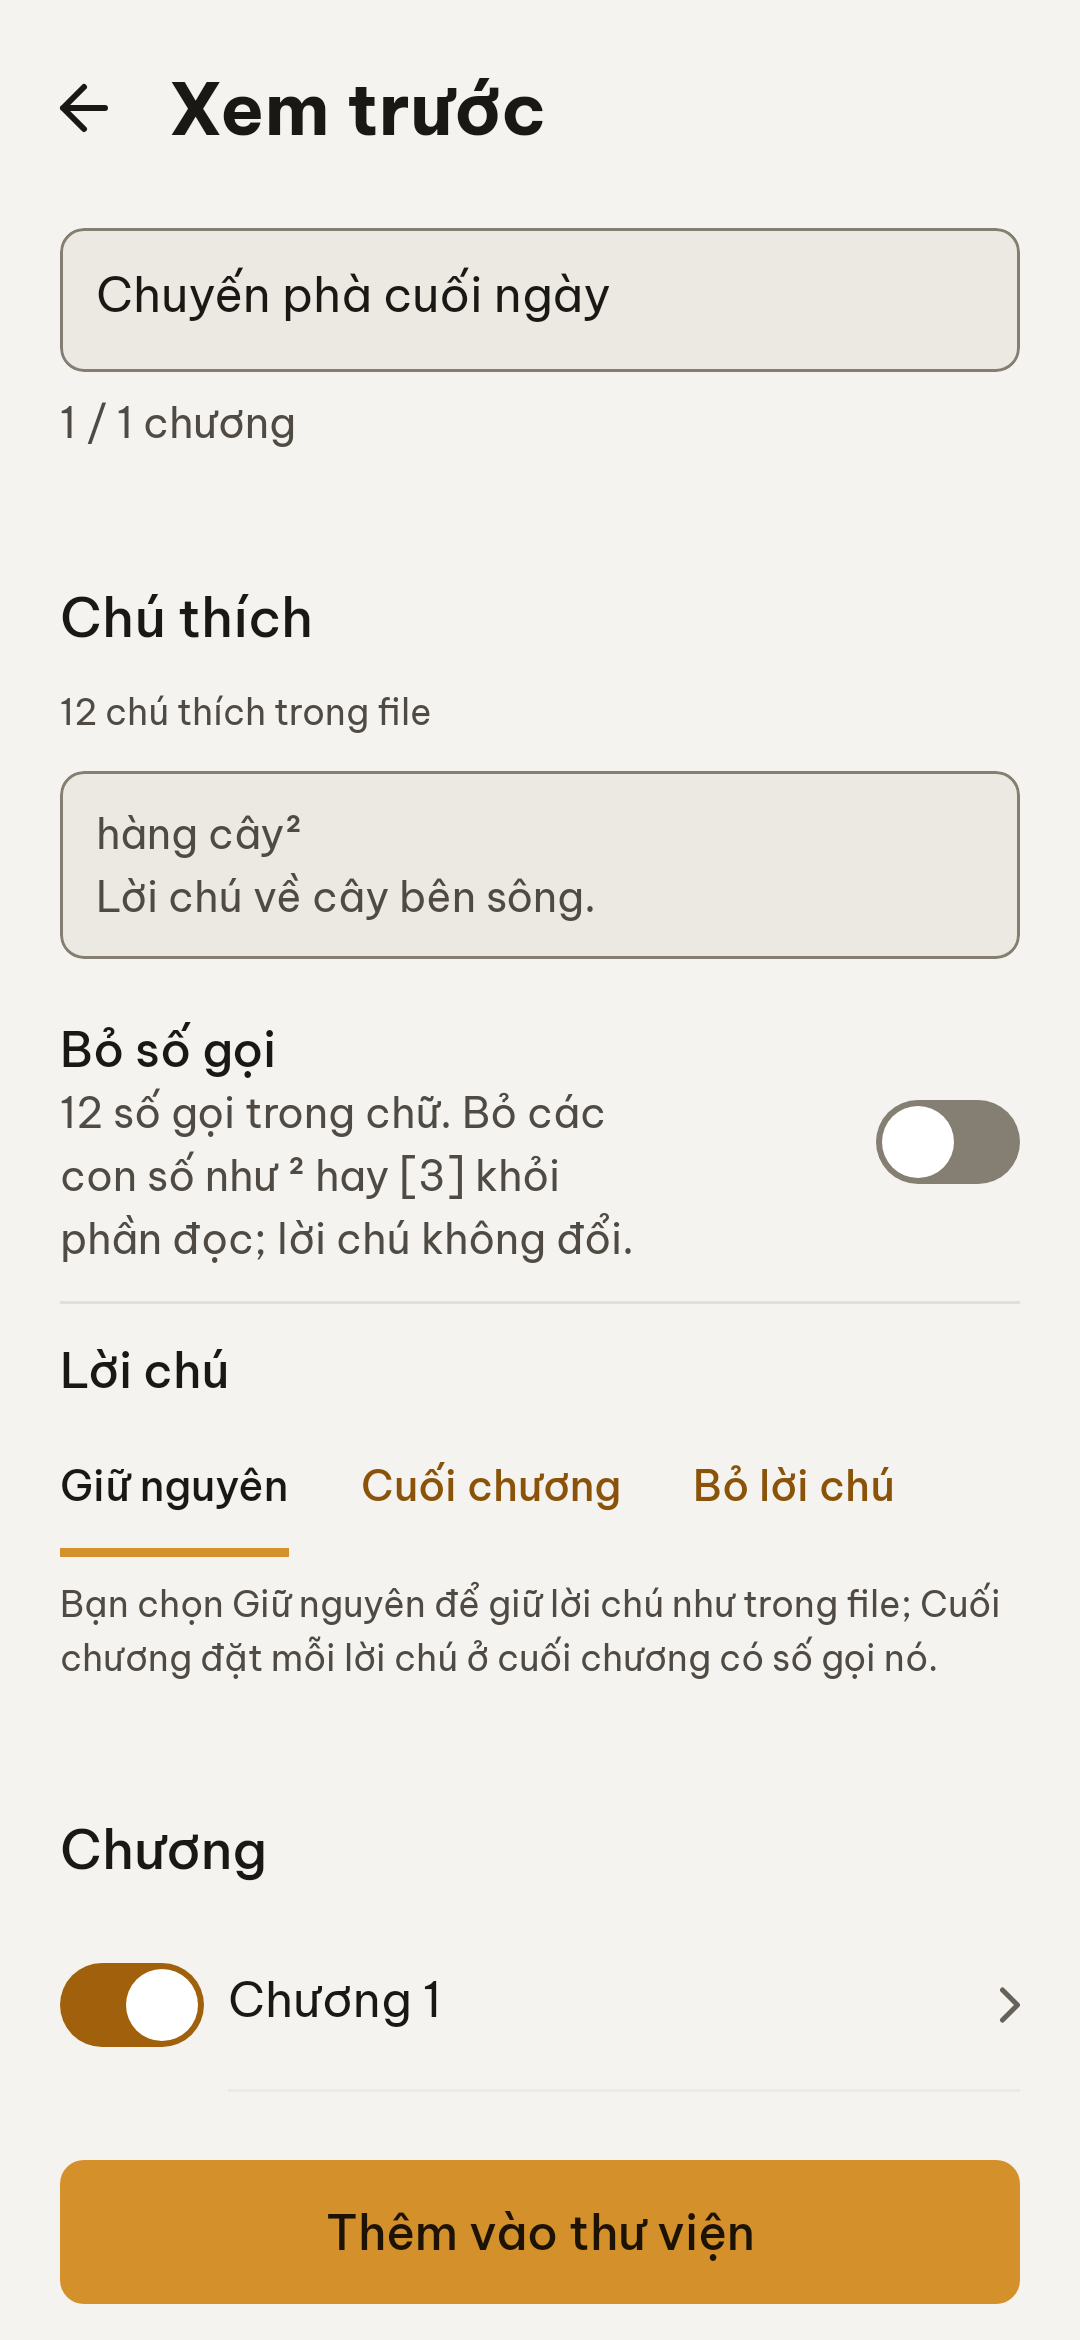 Xem trước
Chuyến phà cuối ngày
1 / 1 chương
Chú thích
12 chú thích trong file
hàng cây²
Lời chú về cây bên sông.
Bỏ số gọi
12 số gọi trong chữ. Bỏ các
con số như ² hay [3] khỏi
phần đọc; lời chú không đổi.
Lời chú
Giữ nguyên Cuối chương Bỏ lời chú
Bạn chọn Giữ nguyên để giữ lời chú như trong file; Cuối
chương đặt mỗi lời chú ở cuối chương có số gọi nó.
Chương
Chương 1
Thêm vào thư viện